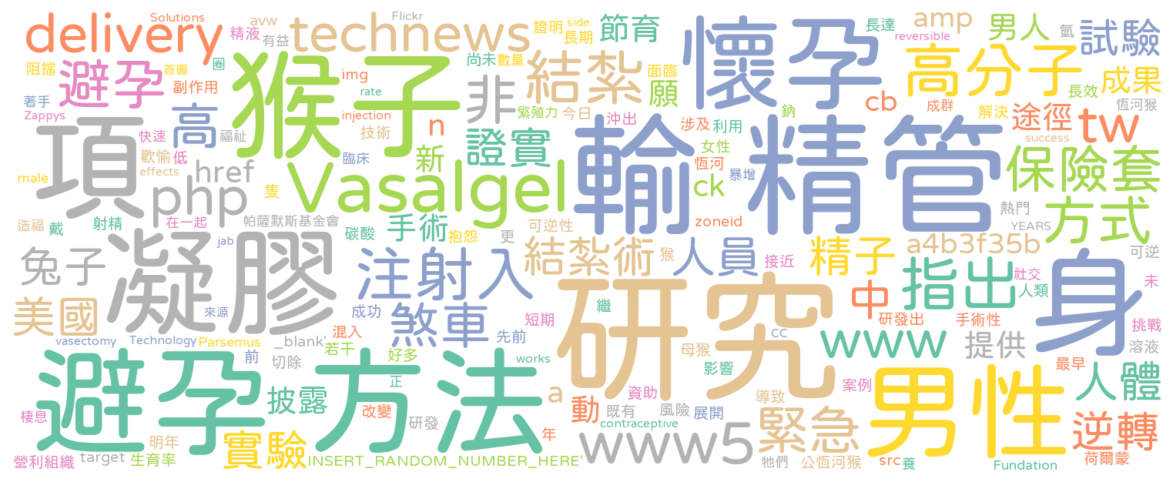 delivery
Solutions
精液
avw
有益
Flickr
technews
證明
side
長期
節育
懷孕
長達
reversible
amp
男人
氫
試驗
阻擋
避孕
首圖
圈
副作用
猴子
img
rate
injection
技術
非
尚未
數量
結紮
面臨
願
繁殖力
今日
沖出
高分子
cb
成群
解決
長效
成果
恆河猴
著手
Zappys
項
快速
高
福祉
歡愉
低
effects
male
臨床
n
新
證實
輸精管
涉及
利用
女性
恆河
暴增
ck
zoneid
途徑
tw
success
保險套
href
php
隻
Vasalgel
造福
戴
射精
在一起
帕薩默斯基金會
碳酸
手術
抱怨
可逆性
更
熱門
YEARS
方式
兔子
凝膠
jab
來源
注射入
結紮術
猴
人員
接近
精子
a4b3f35b
可逆
鈉
美國
vasectomy
Technology
Parsemus
前
_blank'
切除
成功
混入
若干
煞車
短期
先前
研究
繼
母猴
cc
影響
中
研發出
手術性
指出
社交
人類
未
挑戰
溶液
身
避孕方法
好多
正
works
a
資助
導致
案例
www
提供
最早
人體
棲息
明年
營利組織
target
生育率
實驗
披露
改變
研發
INSERT_RANDOM_NUMBER_HERE'
年
動
既有
風險
展開
contraceptive
www5
緊急
牠們
公恆河猴
男性
src
養
Fundation
逆轉
荷爾蒙